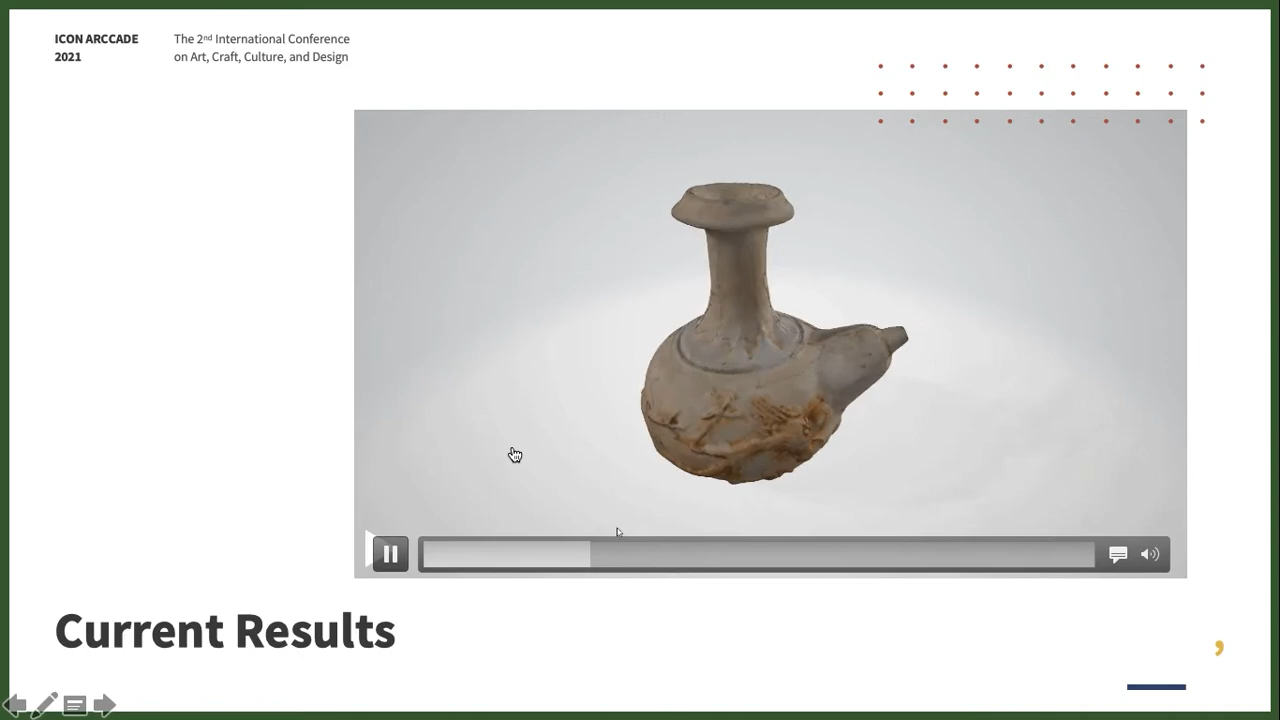 ICON ARCCADE
2021
The 2nd International Conference
on Art, Craft, Culture, and Design
Current Results
,